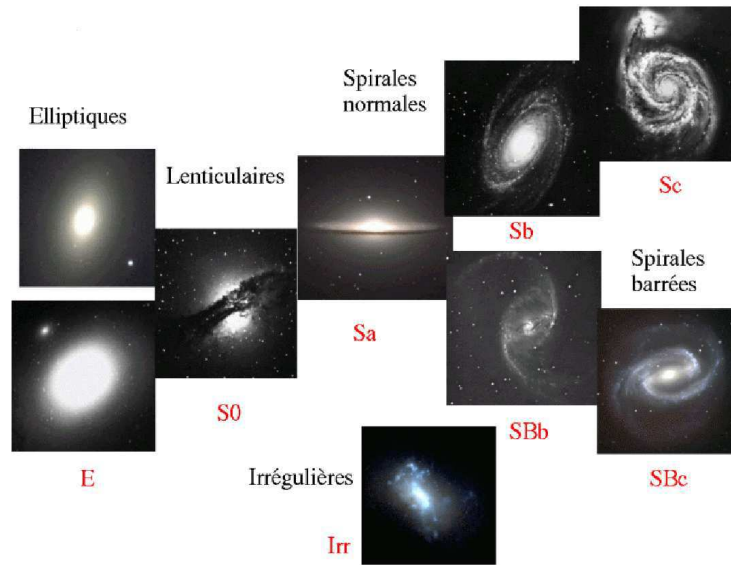 Elliptiques
Lenticulaires
Spirales
normales
Sc
Sb
Sa
Spirales
barrées
S0
E
SBb
SBc
Irrégulières
Irr